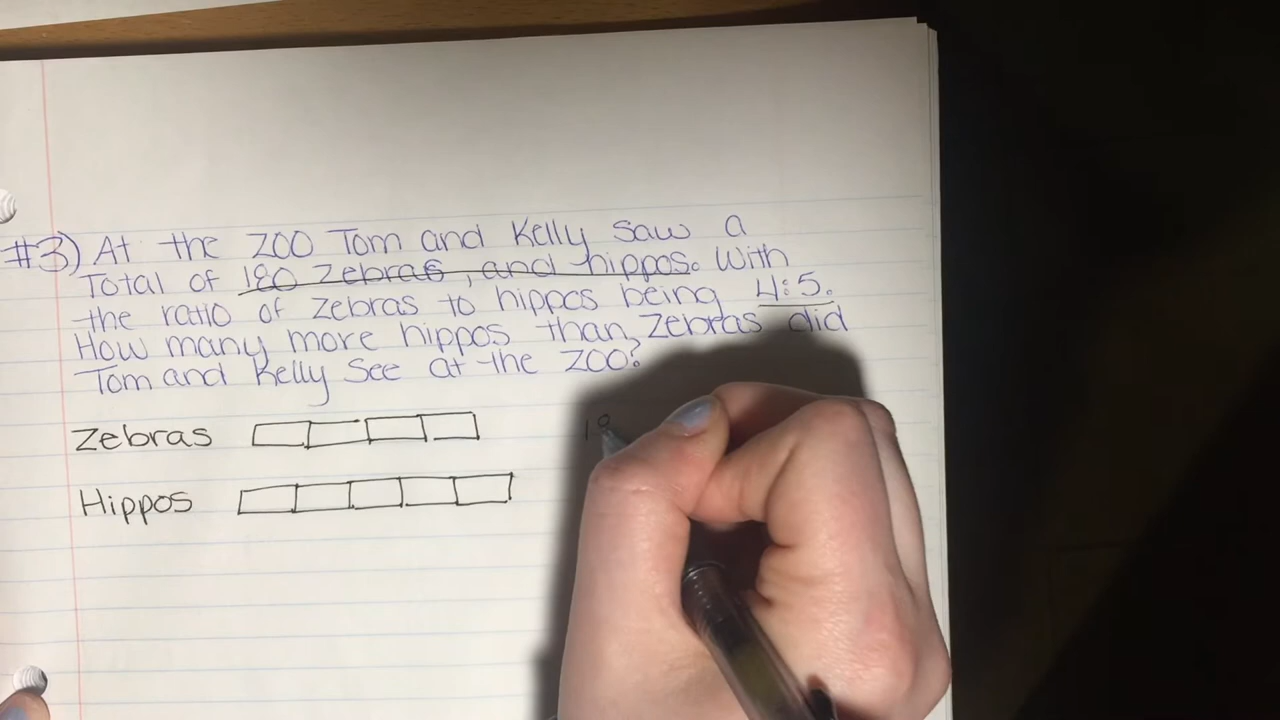 #3) At the zoo Tom and Kelly saw a
Total of 180 zebras, and hippos. With
the ratio of zebras to hippos being 4:5.
How many more hippos than, zebras did
Tom and Kelly See at the zoo?
Zebras
Hippos